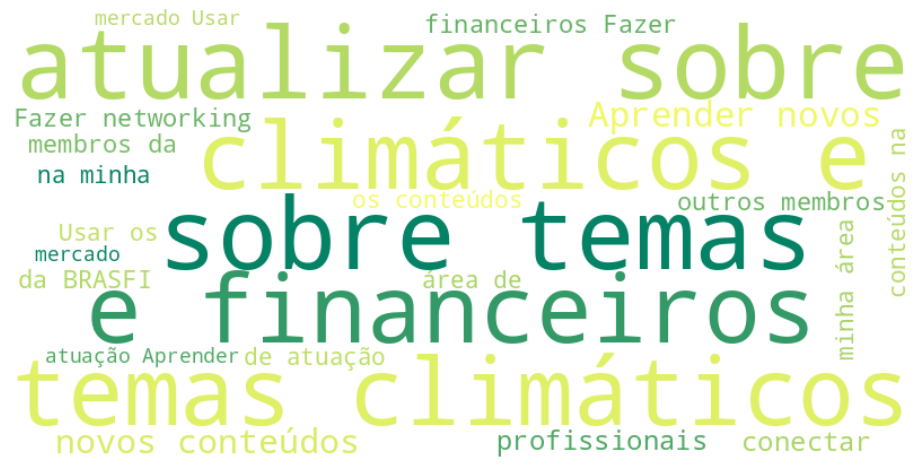 mercado Usar
financeiros Fazer
atualizar sobre
Fazer networking
Aprender novos
membros da
climáticos e
na minha
os conteúdos
outros membros
conteúdos na
sobre temas
Usar os
mercado
minha área
da BRASFI
área de
e financeiros
atuação Aprender
de atuação
temas climáticos
novos conteúdos
profissionais
conectar